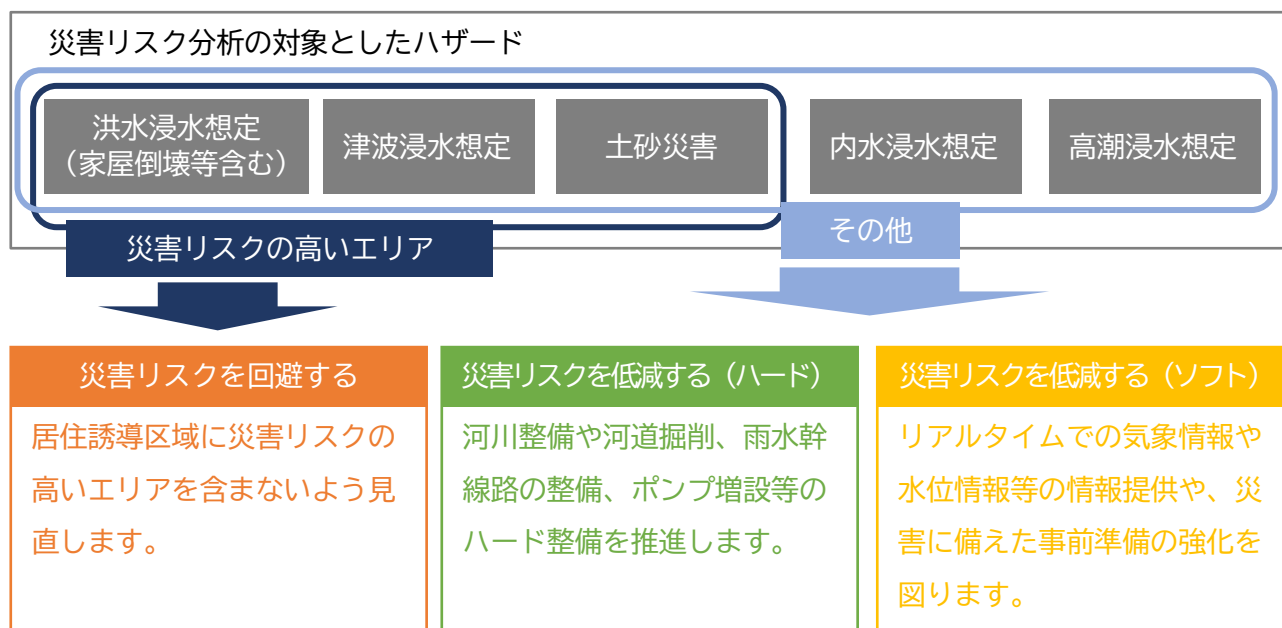 災害リスク分析の対象としたハザード
洪水浸水想定
（家屋倒壊等含む）
津波浸水想定
土砂災害
内水浸水想定
高潮浸水想定
災害リスクの高いエリア
その他
災害リスクを回避する
居住誘導区域に災害リスクの
高いエリアを含まないよう見
直します。
災害リスクを低減する（ハード）
河川整備や河道掘削、雨水幹
線路の整備、ポンプ増設等の
ハード整備を推進します。
災害リスクを低減する（ソフト）
リアルタイムでの気象情報や
水位情報等の情報提供や、災
害に備えた事前準備の強化を
図ります。